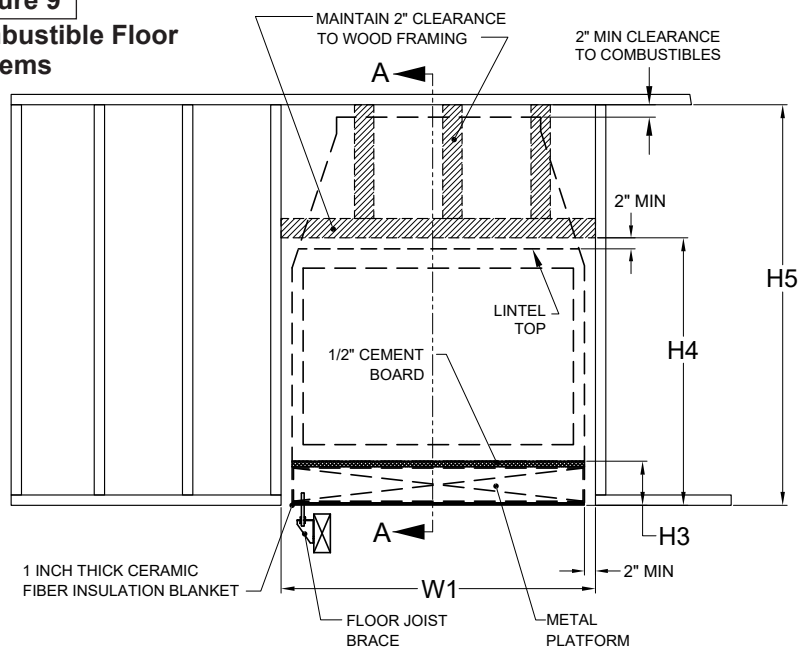 ure 9
bustible Floor
ems
MAINTAIN 2" CLEARANCE
TO WOOD FRAMING
2" MIN CLEARANCE
TO COMBUSTIBLES
A
2" MIN
H5
LINTEL
TOP
H4
1/2" CEMENT
BOARD
A
H3
1 INCH THICK CERAMIC
FIBER INSULATION BLANKET
W1
2" MIN
FLOOR JOIST
BRACE
METAL
PLATFORM